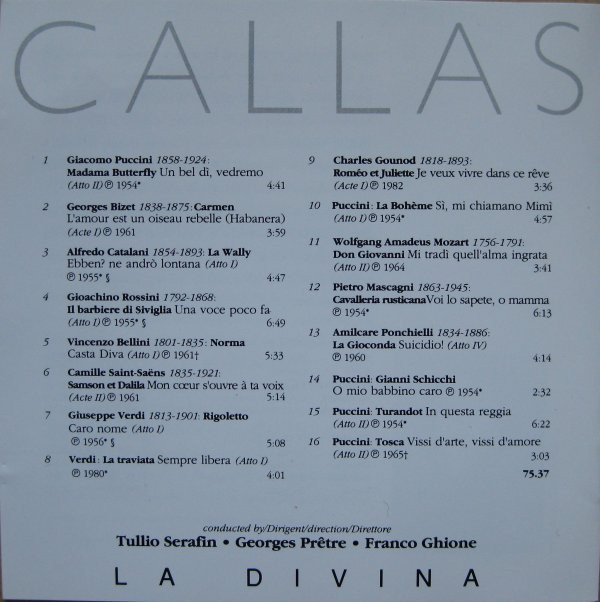 CALLAS
1 Giacomo Puccini 1858-1924:
Madama Butterfly Un bel dì, vedremo
(Atto II) ℗ 1954* 4:41
2 Georges Bizet 1838-1875: Carmen
L'amour est un oiseau rebelle (Habanera)
(Acte I) ℗ 1961 3:59
3 Alfredo Catalani 1854-1893: La Wally
Ebben? ne andrò lontana (Atto I)
℗ 1955* § 4:47
4 Gioachino Rossini 1792-1868:
Il barbiere di Siviglia Una voce poco fa
(Atto I) ℗ 1955* § 6:49
5 Vincenzo Bellini 1801-1835: Norma
Casta Diva (Atto I) ℗ 1961† 5:33
6 Camille Saint-Saëns 1835-1921:
Samson et Dalila Mon cœur s'ouvre à ta voix
(Acte II) ℗ 1961 5:14
7 Giuseppe Verdi 1813-1901: Rigoletto
Caro nome (Atto I)
℗ 1956* § 5:08
8 Verdi: La traviata Sempre libera (Atto I)
℗ 1980* 4:01
9 Charles Gounod 1818-1893:
Roméo et Juliette Je veux vivre dans ce rêve
(Acte I) ℗ 1982 3:36
10 Puccini: La Bohème Sì, mi chiamano Mimì
(Atto I) ℗ 1954* 4:57
11 Wolfgang Amadeus Mozart 1756-1791:
Don Giovanni Mi tradì quell'alma ingrata
(Atto II) ℗ 1964 3:41
12 Pietro Mascagni 1863-1945:
Cavalleria rusticana Voi lo sapete, o mamma
℗ 1954* 6:13
13 Amilcare Ponchielli 1834-1886:
La Gioconda Suicidio! (Atto IV)
℗ 1960 4:14
14 Puccini: Gianni Schicchi
O mio babbino caro ℗ 1954* 2:32
15 Puccini: Turandot In questa reggia
(Atto II) ℗ 1954* 6:22
16 Puccini: Tosca Vissi d'arte, vissi d'amore
(Atto II) ℗ 1965† 3:03
75.37
conducted by/Dirigent/direction/Direttore
Tullio Serafin • Georges Prêtre • Franco Ghione
LA DIVINA